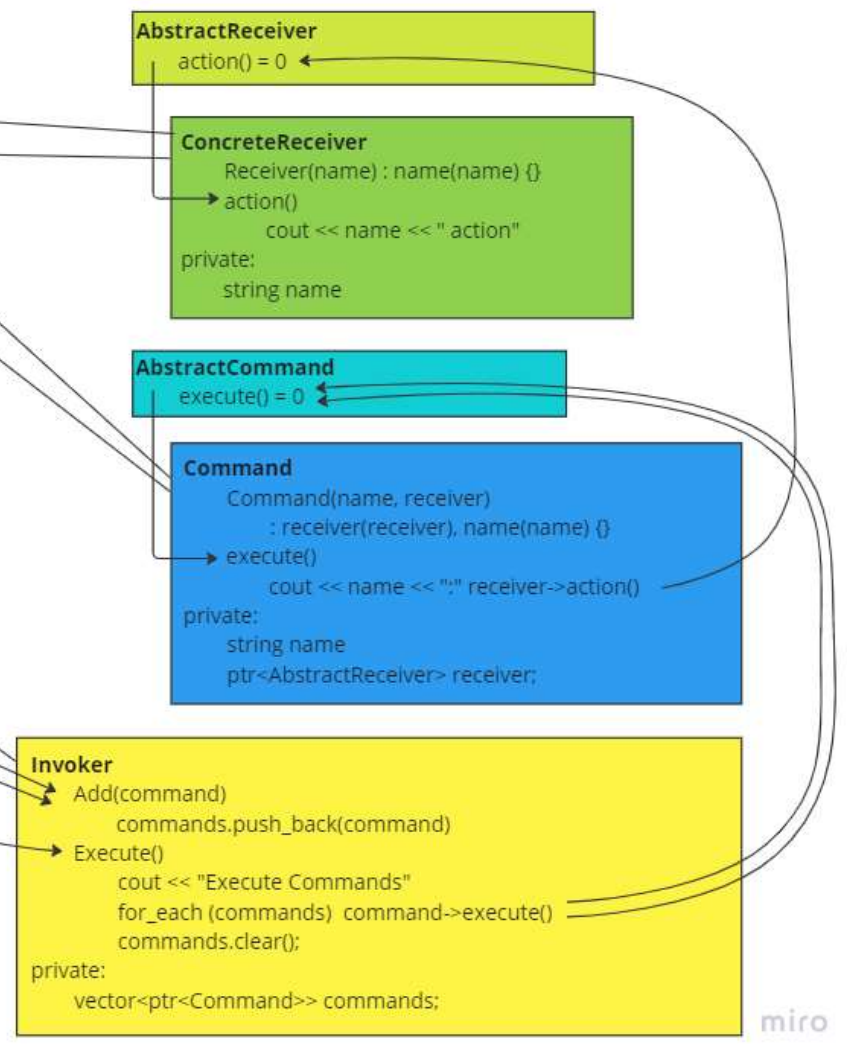 AbstractReceiver
action() = 0
ConcreteReceiver
Receiver(name) : name(name) {}
action()
cout << name << " action"
private:
string name
AbstractCommand
execute() = 0
Command
Command(name, receiver)
: receiver(receiver), name(name) {}
execute()
cout << name << ":" receiver->action()
private:
string name
ptr<AbstractReceiver> receiver;
Invoker
Add(command)
commands.push_back(command)
Execute()
cout << "Execute Commands"
for_each (commands) command->execute()
commands.clear();
private:
vector<ptr<Command>> commands;
miro